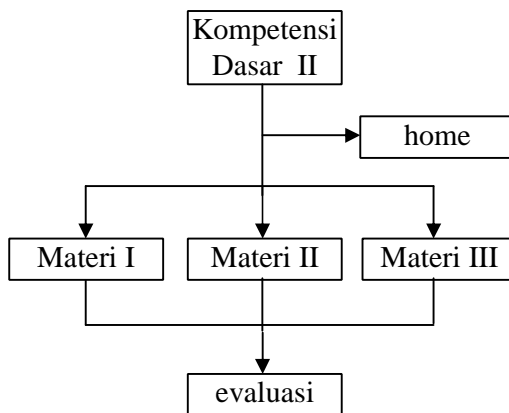 Kompetensi
Dasar II
home
Materi I
Materi II
Materi III
evaluasi